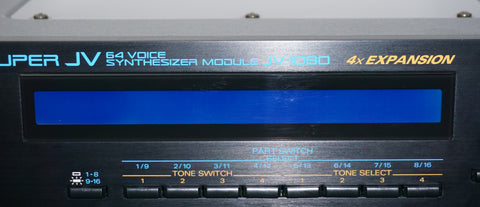 UPER JV 64 VOICE SYNTHESIZER MODULE JV-1080 4x EXPANSION
PART SWITCH
SELECT
1/9 2/10 3/11 4/12 5/13 6/14 7/15 8/16
1-8
9-16
TONE SWITCH TONE SELECT
1 2 3 4 1 2 3 4